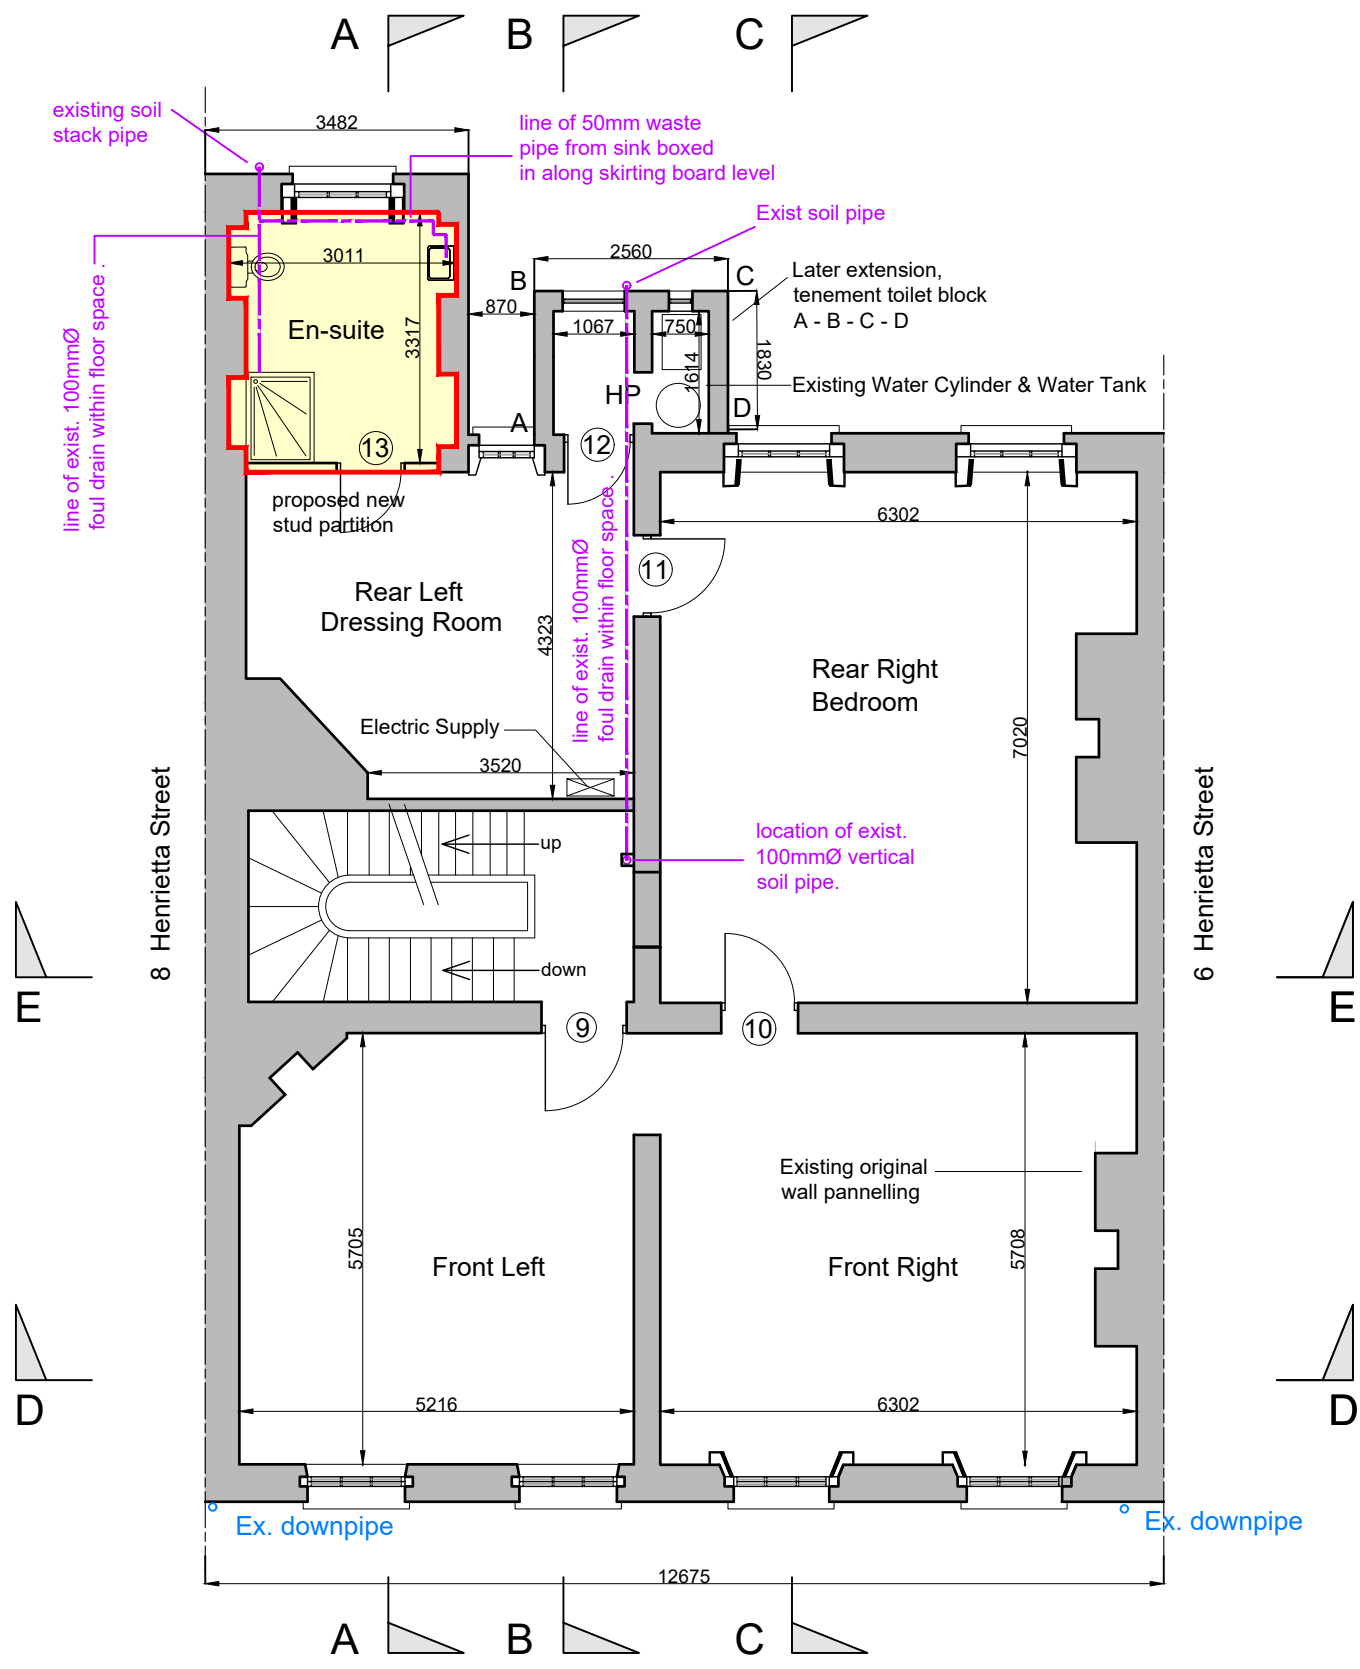 A
B
C
existing soil
stack pipe
3482
line of 50mm waste
pipe from sink boxed
in along skirting board level
Exist soil pipe
2560
B
C
Later extension,
tenement toilet block
A - B - C - D
3011
870
1067
750
1830
1614
En-suite
3317
line of exist. 100mmØ
foul drain within floor space .
HP
Existing Water Cylinder & Water Tank
D
A
13
12
proposed new
stud partition
6302
11
Rear Left
Dressing Room
4323
line of exist. 100mmØ
foul drain within floor space .
Rear Right
Bedroom
7020
Electric Supply
3520
8 Henrietta Street
6 Henrietta Street
up
location of exist.
100mmØ vertical
soil pipe.
down
E
E
9
10
Existing original
wall pannelling
5705
5708
Front Left
Front Right
D
D
5216
6302
Ex. downpipe
Ex. downpipe
12675
A
B
C